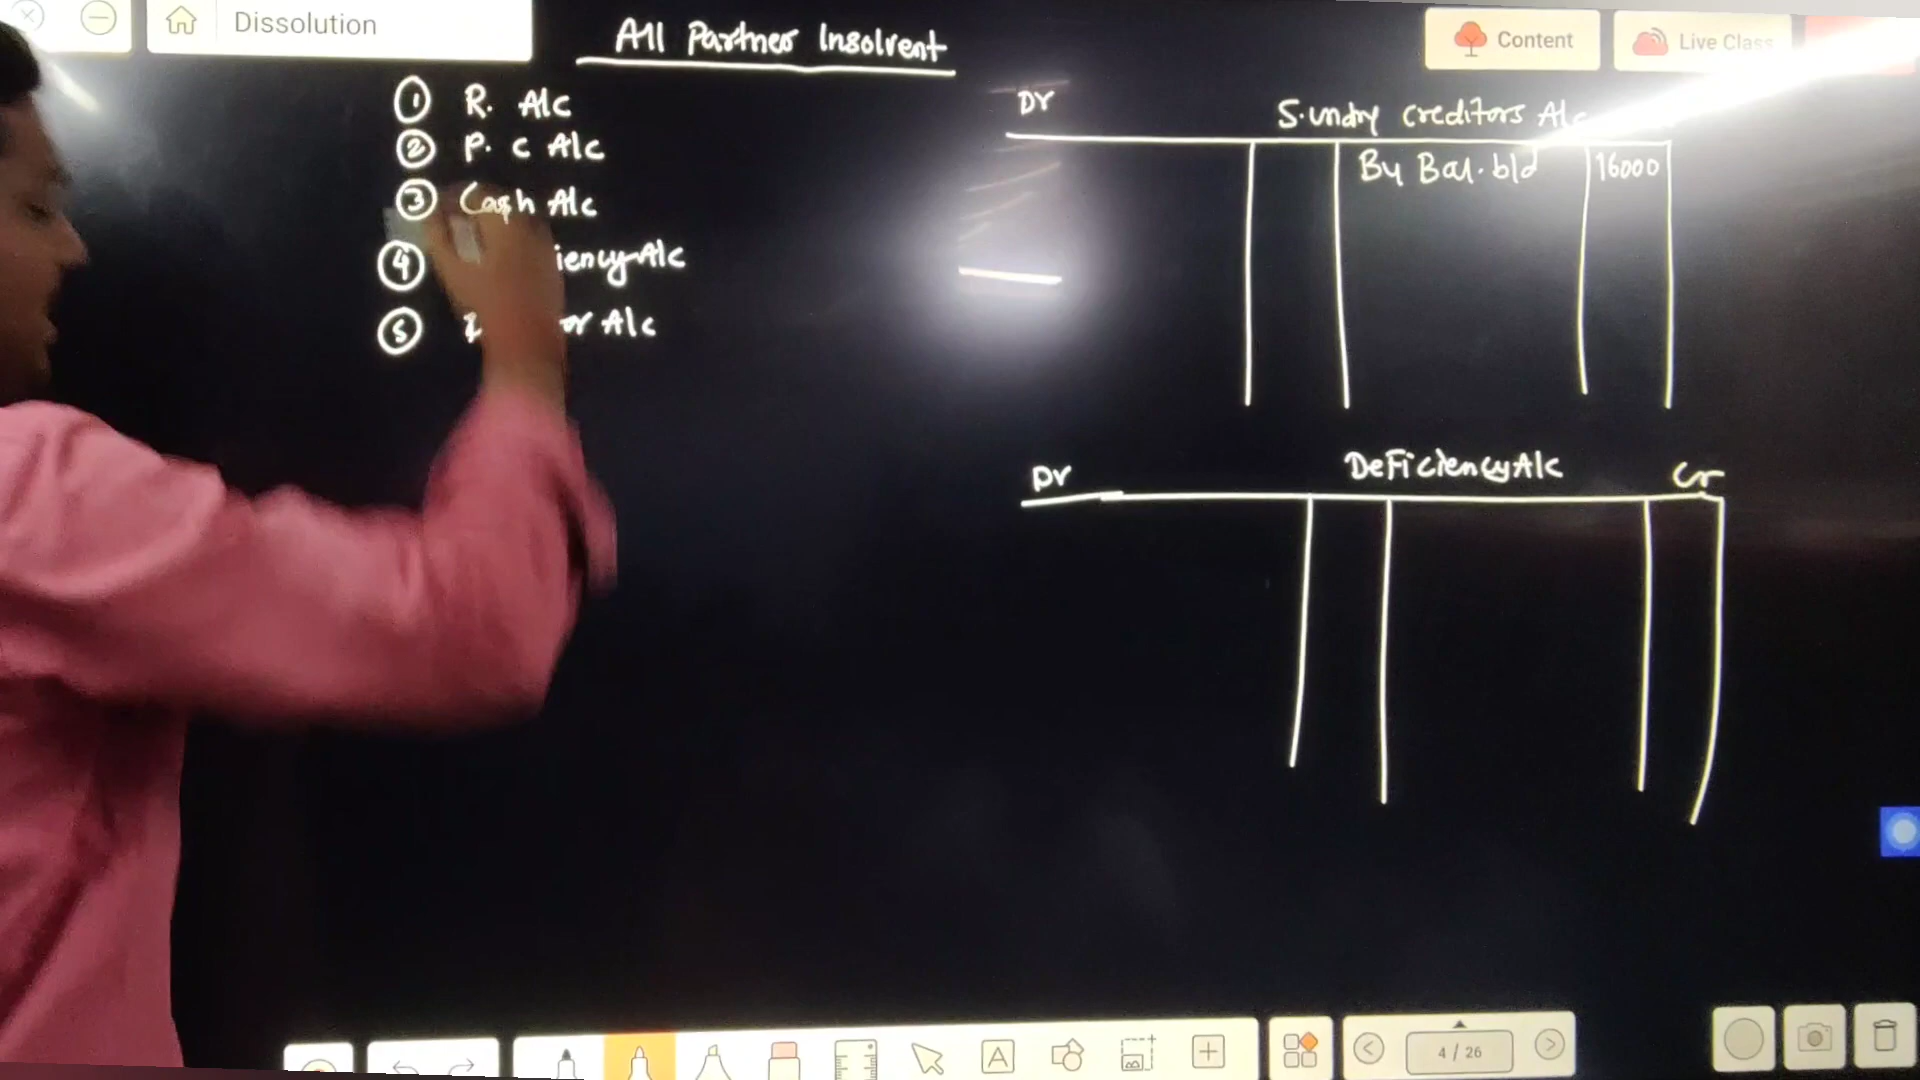 Dissolution
All Partner Insolvent
Content
Live Class
① R. A/c
② P. C A/c
③ Cash A/c
④ iency A/c
⑤ or A/c
Dr Sundry creditors A/c
By Bal. b/d 16000
Dr Deficiency A/c Cr
4 / 26